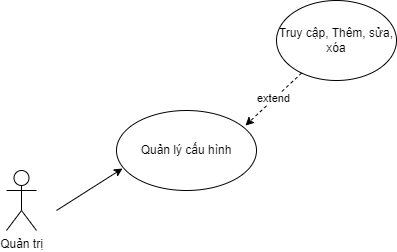 Truy cập, Thêm, sửa,
xóa
extend
Quản lý cấu hình
Quản trị